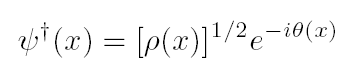 ψ†(x) = [ρ(x)]^{1/2} e^{−iθ(x)}